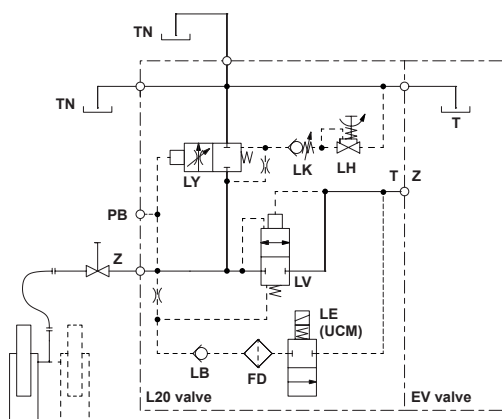 TN
TN
T
LY
LK
LH
PB
T
Z
Z
LV
LE
(UCM)
LB
FD
L20 valve
EV valve